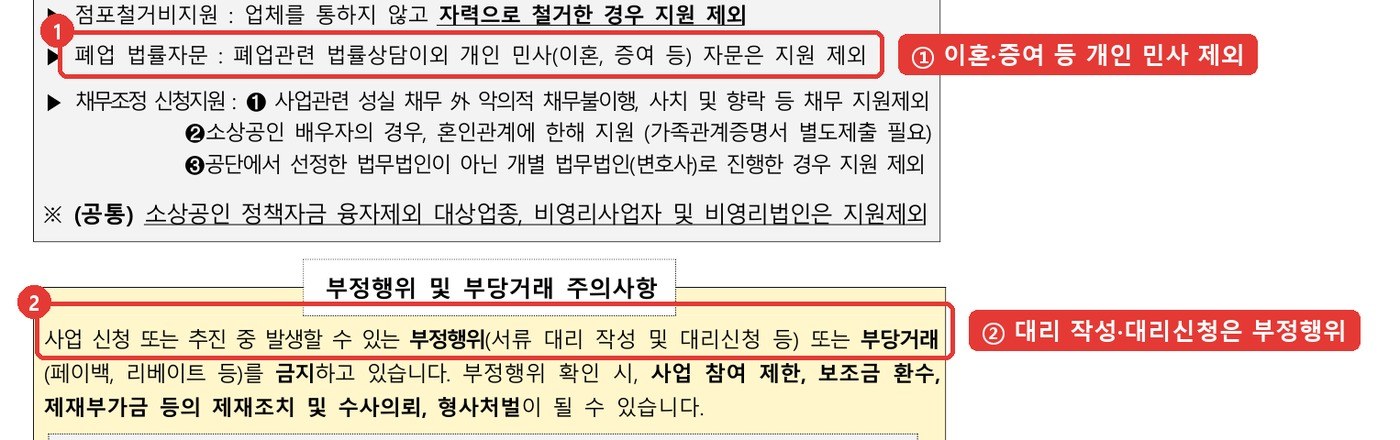 ▶ 점포철거비지원 : 업체를 통하지 않고 자력으로 철거한 경우 지원 제외
1
▶ 폐업 법률자문 : 폐업관련 법률상담이외 개인 민사(이혼, 증여 등) 자문은 지원 제외
① 이혼·증여 등 개인 민사 제외
▶ 채무조정 신청지원 : ❶ 사업관련 성실 채무 外 악의적 채무불이행, 사치 및 향락 등 채무 지원제외
❷소상공인 배우자의 경우, 혼인관계에 한해 지원 (가족관계증명서 별도제출 필요)
❸공단에서 선정한 법무법인이 아닌 개별 법무법인(변호사)로 진행한 경우 지원 제외
※ (공통) 소상공인 정책자금 융자제외 대상업종, 비영리사업자 및 비영리법인은 지원제외
부정행위 및 부당거래 주의사항
2
사업 신청 또는 추진 중 발생할 수 있는 부정행위(서류 대리 작성 및 대리신청 등) 또는 부당거래
② 대리 작성·대리신청은 부정행위
(페이백, 리베이트 등)를 금지하고 있습니다. 부정행위 확인 시, 사업 참여 제한, 보조금 환수,
제재부가금 등의 제재조치 및 수사의뢰, 형사처벌이 될 수 있습니다.